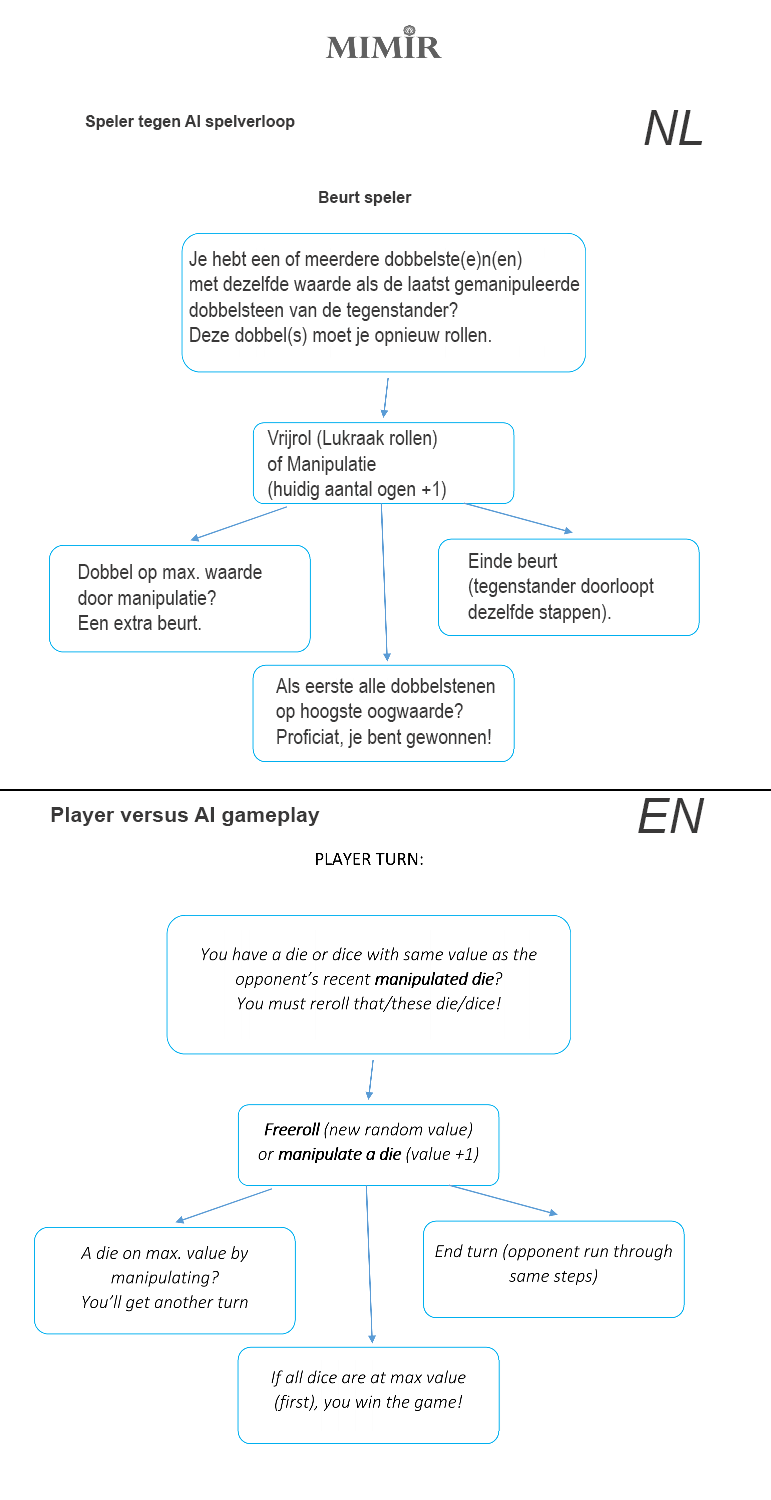 MIMIR
Speler tegen AI spelverloop
NL
Beurt speler
Je hebt een of meerdere dobbelste(e)n(en)
met dezelfde waarde als de laatst gemanipuleerde
dobbelsteen van de tegenstander?
Deze dobbel(s) moet je opnieuw rollen.
Vrijrol (Lukraak rollen)
of Manipulatie
(huidig aantal ogen +1)
Dobbel op max. waarde
door manipulatie?
Een extra beurt.
Einde beurt
(tegenstander doorloopt
dezelfde stappen).
Als eerste alle dobbelstenen
op hoogste oogwaarde?
Proficiat, je bent gewonnen!
Player versus AI gameplay
EN
PLAYER TURN:
You have a die or dice with same value as the
opponent's recent manipulated die?
You must reroll that/these die/dice!
Freeroll (new random value)
or manipulate a die (value +1)
A die on max. value by
manipulating?
You'll get another turn
End turn (opponent run through
same steps)
If all dice are at max value
(first), you win the game!